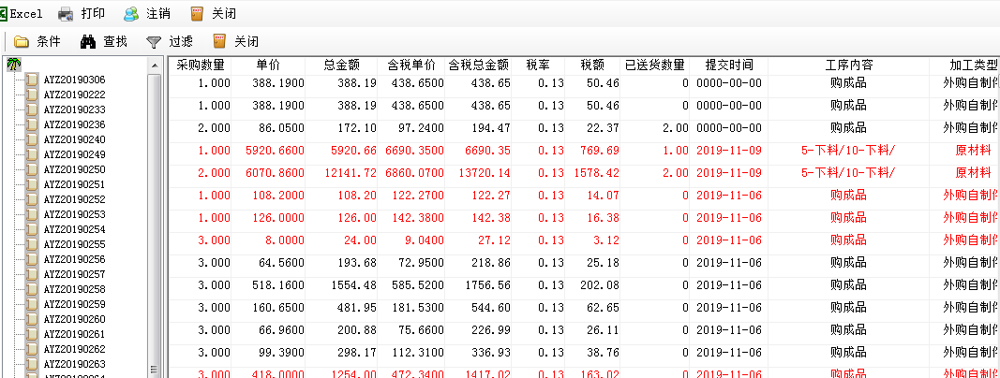 Excel 打印 注销 关闭
条件 查找 过滤 关闭
AYZ20190306
AYZ20190222
AYZ20190233
AYZ20190236
AYZ20190240
AYZ20190249
AYZ20190250
AYZ20190251
AYZ20190252
AYZ20190253
AYZ20190254
AYZ20190255
AYZ20190256
AYZ20190257
AYZ20190258
AYZ20190259
AYZ20190260
AYZ20190261
AYZ20190262
AYZ20190263
采购数量 单价 总金额 含税单价 含税总金额 税率 税额 已送货数量 提交时间 工序内容 加工类型
1.000 388.1900 388.19 438.6500 438.65 0.13 50.46 0 0000-00-00 购成品 外购自制件
1.000 388.1900 388.19 438.6500 438.65 0.13 50.46 0 0000-00-00 购成品 外购自制件
2.000 86.0500 172.10 97.2400 194.47 0.13 22.37 2.00 0000-00-00 购成品 外购自制件
1.000 5920.6600 5920.66 6690.3500 6690.35 0.13 769.69 1.00 2019-11-09 5-下料/10-下料/ 原材料
2.000 6070.8600 12141.72 6860.0700 13720.14 0.13 1578.42 2.00 2019-11-09 5-下料/10-下料/ 原材料
1.000 108.2000 108.20 122.2700 122.27 0.13 14.07 0 2019-11-06 购成品 外购自制件
1.000 126.0000 126.00 142.3800 142.38 0.13 16.38 0 2019-11-06 购成品 外购自制件
3.000 8.0000 24.00 9.0400 27.12 0.13 3.12 0 2019-11-06 购成品 外购自制件
3.000 64.5600 193.68 72.9500 218.86 0.13 25.18 0 2019-11-06 购成品 外购自制件
3.000 518.1600 1554.48 585.5200 1756.56 0.13 202.08 0 2019-11-06 购成品 外购自制件
3.000 160.6500 481.95 181.5300 544.60 0.13 62.65 0 2019-11-06 购成品 外购自制件
3.000 66.9600 200.88 75.6600 226.99 0.13 26.11 0 2019-11-06 购成品 外购自制件
3.000 99.3900 298.17 112.3100 336.93 0.13 38.76 0 2019-11-06 购成品 外购自制件
3.000 418.0000 1254.00 472.3400 1417.02 0.13 163.02 0 2019-11-06 购成品 外购自制件